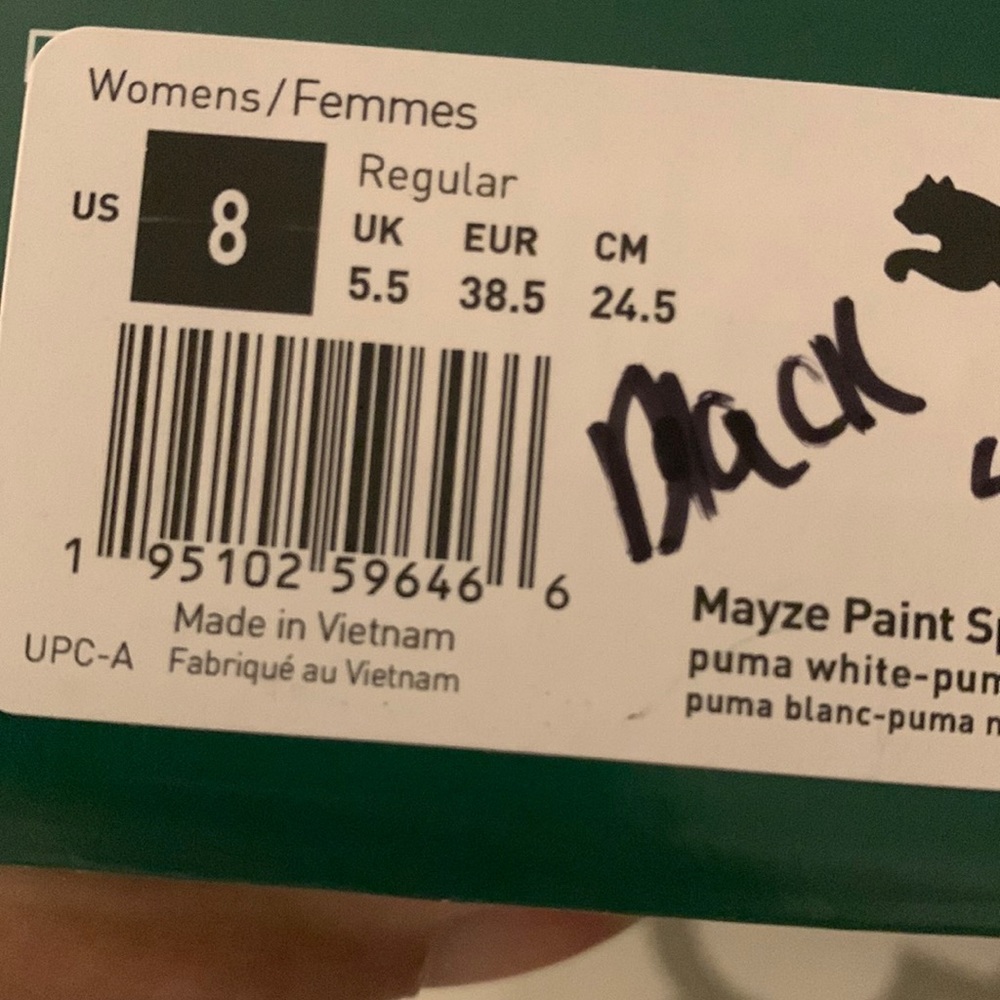 Womens/Femmes
US 8
Regular
UK EUR CM
5.5 38.5 24.5
1 95102 59646 6
Made in Vietnam
UPC-A Fabriqué au Vietnam
Mayze Paint Sp
puma white-pum
puma blanc-puma n